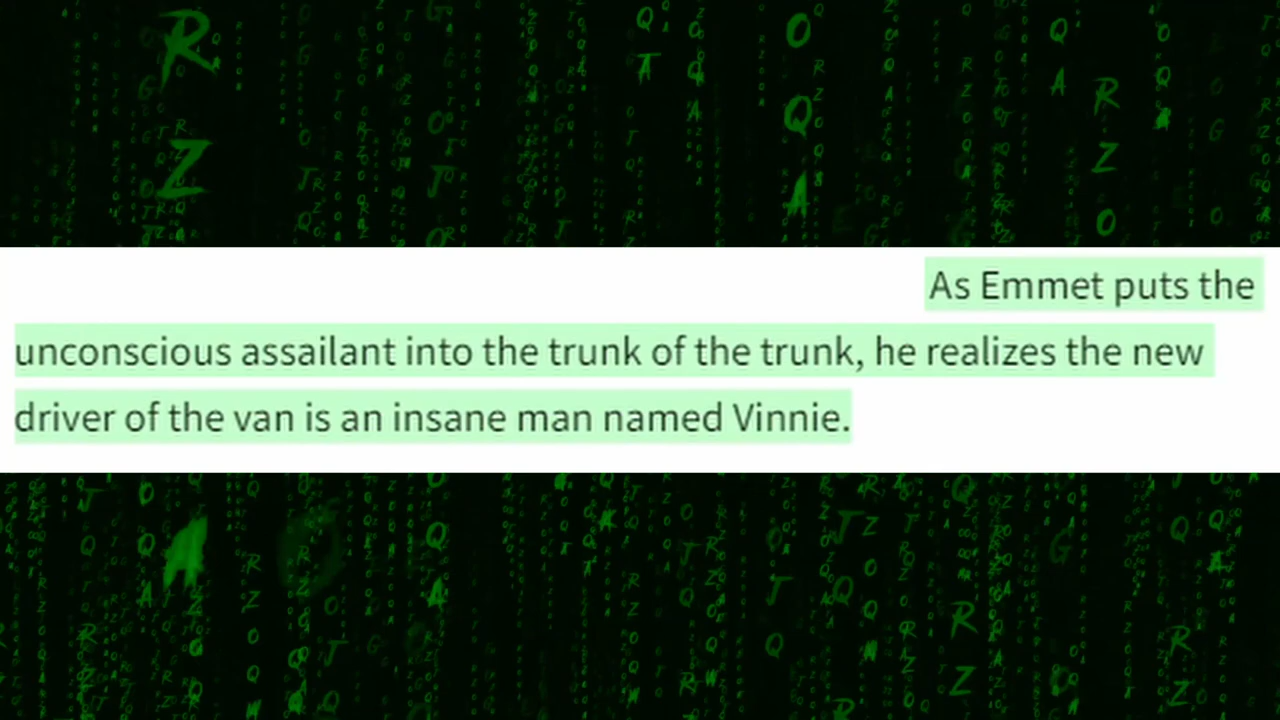 As Emmet puts the
unconscious assailant into the trunk of the trunk, he realizes the new
driver of the van is an insane man named Vinnie.